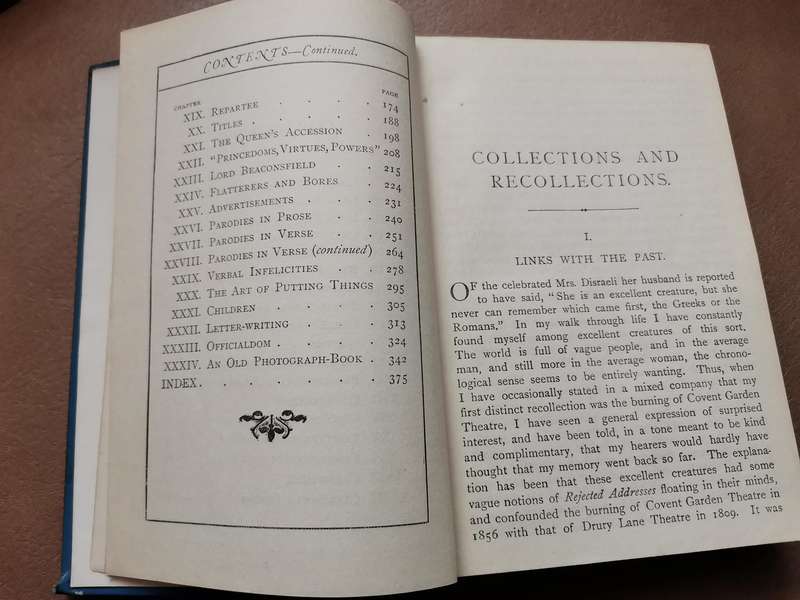 CONTENTS—Continued.
CHAPTER PAGE
XIX. REPARTEE . . . . 174
XX. TITLES . . . . . 188
XXI. THE QUEEN'S ACCESSION . 198
XXII. "PRINCEDOMS, VIRTUES, POWERS" 208
XXIII. LORD BEACONSFIELD . . 215
XXIV. FLATTERERS AND BORES . 224
XXV. ADVERTISEMENTS . . . 231
XXVI. PARODIES IN PROSE . . 240
XXVII. PARODIES IN VERSE . . 251
XXVIII. PARODIES IN VERSE (continued) 264
XXIX. VERBAL INFELICITIES . . 278
XXX. THE ART OF PUTTING THINGS 295
XXXI. CHILDREN . . . . 305
XXXII. LETTER-WRITING . . . 313
XXXIII. OFFICIALDOM . . . 324
XXXIV. AN OLD PHOTOGRAPH-BOOK . 342
INDEX . . . . . . 375
COLLECTIONS AND
RECOLLECTIONS.
I.
LINKS WITH THE PAST.
OF the celebrated Mrs. Disraeli her husband is reported
to have said, "She is an excellent creature, but she
never can remember which came first, the Greeks or the
Romans." In my walk through life I have constantly
found myself among excellent creatures of this sort.
The world is full of vague people, and in the average
man, and still more in the average woman, the chrono-
logical sense seems to be entirely wanting. Thus, when
I have occasionally stated in a mixed company that my
first distinct recollection was the burning of Covent Garden
Theatre, I have seen a general expression of surprised
interest, and have been told, in a tone meant to be kind
and complimentary, that my hearers would hardly have
thought that my memory went back so far. The explana-
tion has been that these excellent creatures had some
vague notions of Rejected Addresses floating in their minds,
and confounded the burning of Covent Garden Theatre in
1856 with that of Drury Lane Theatre in 1809. It was